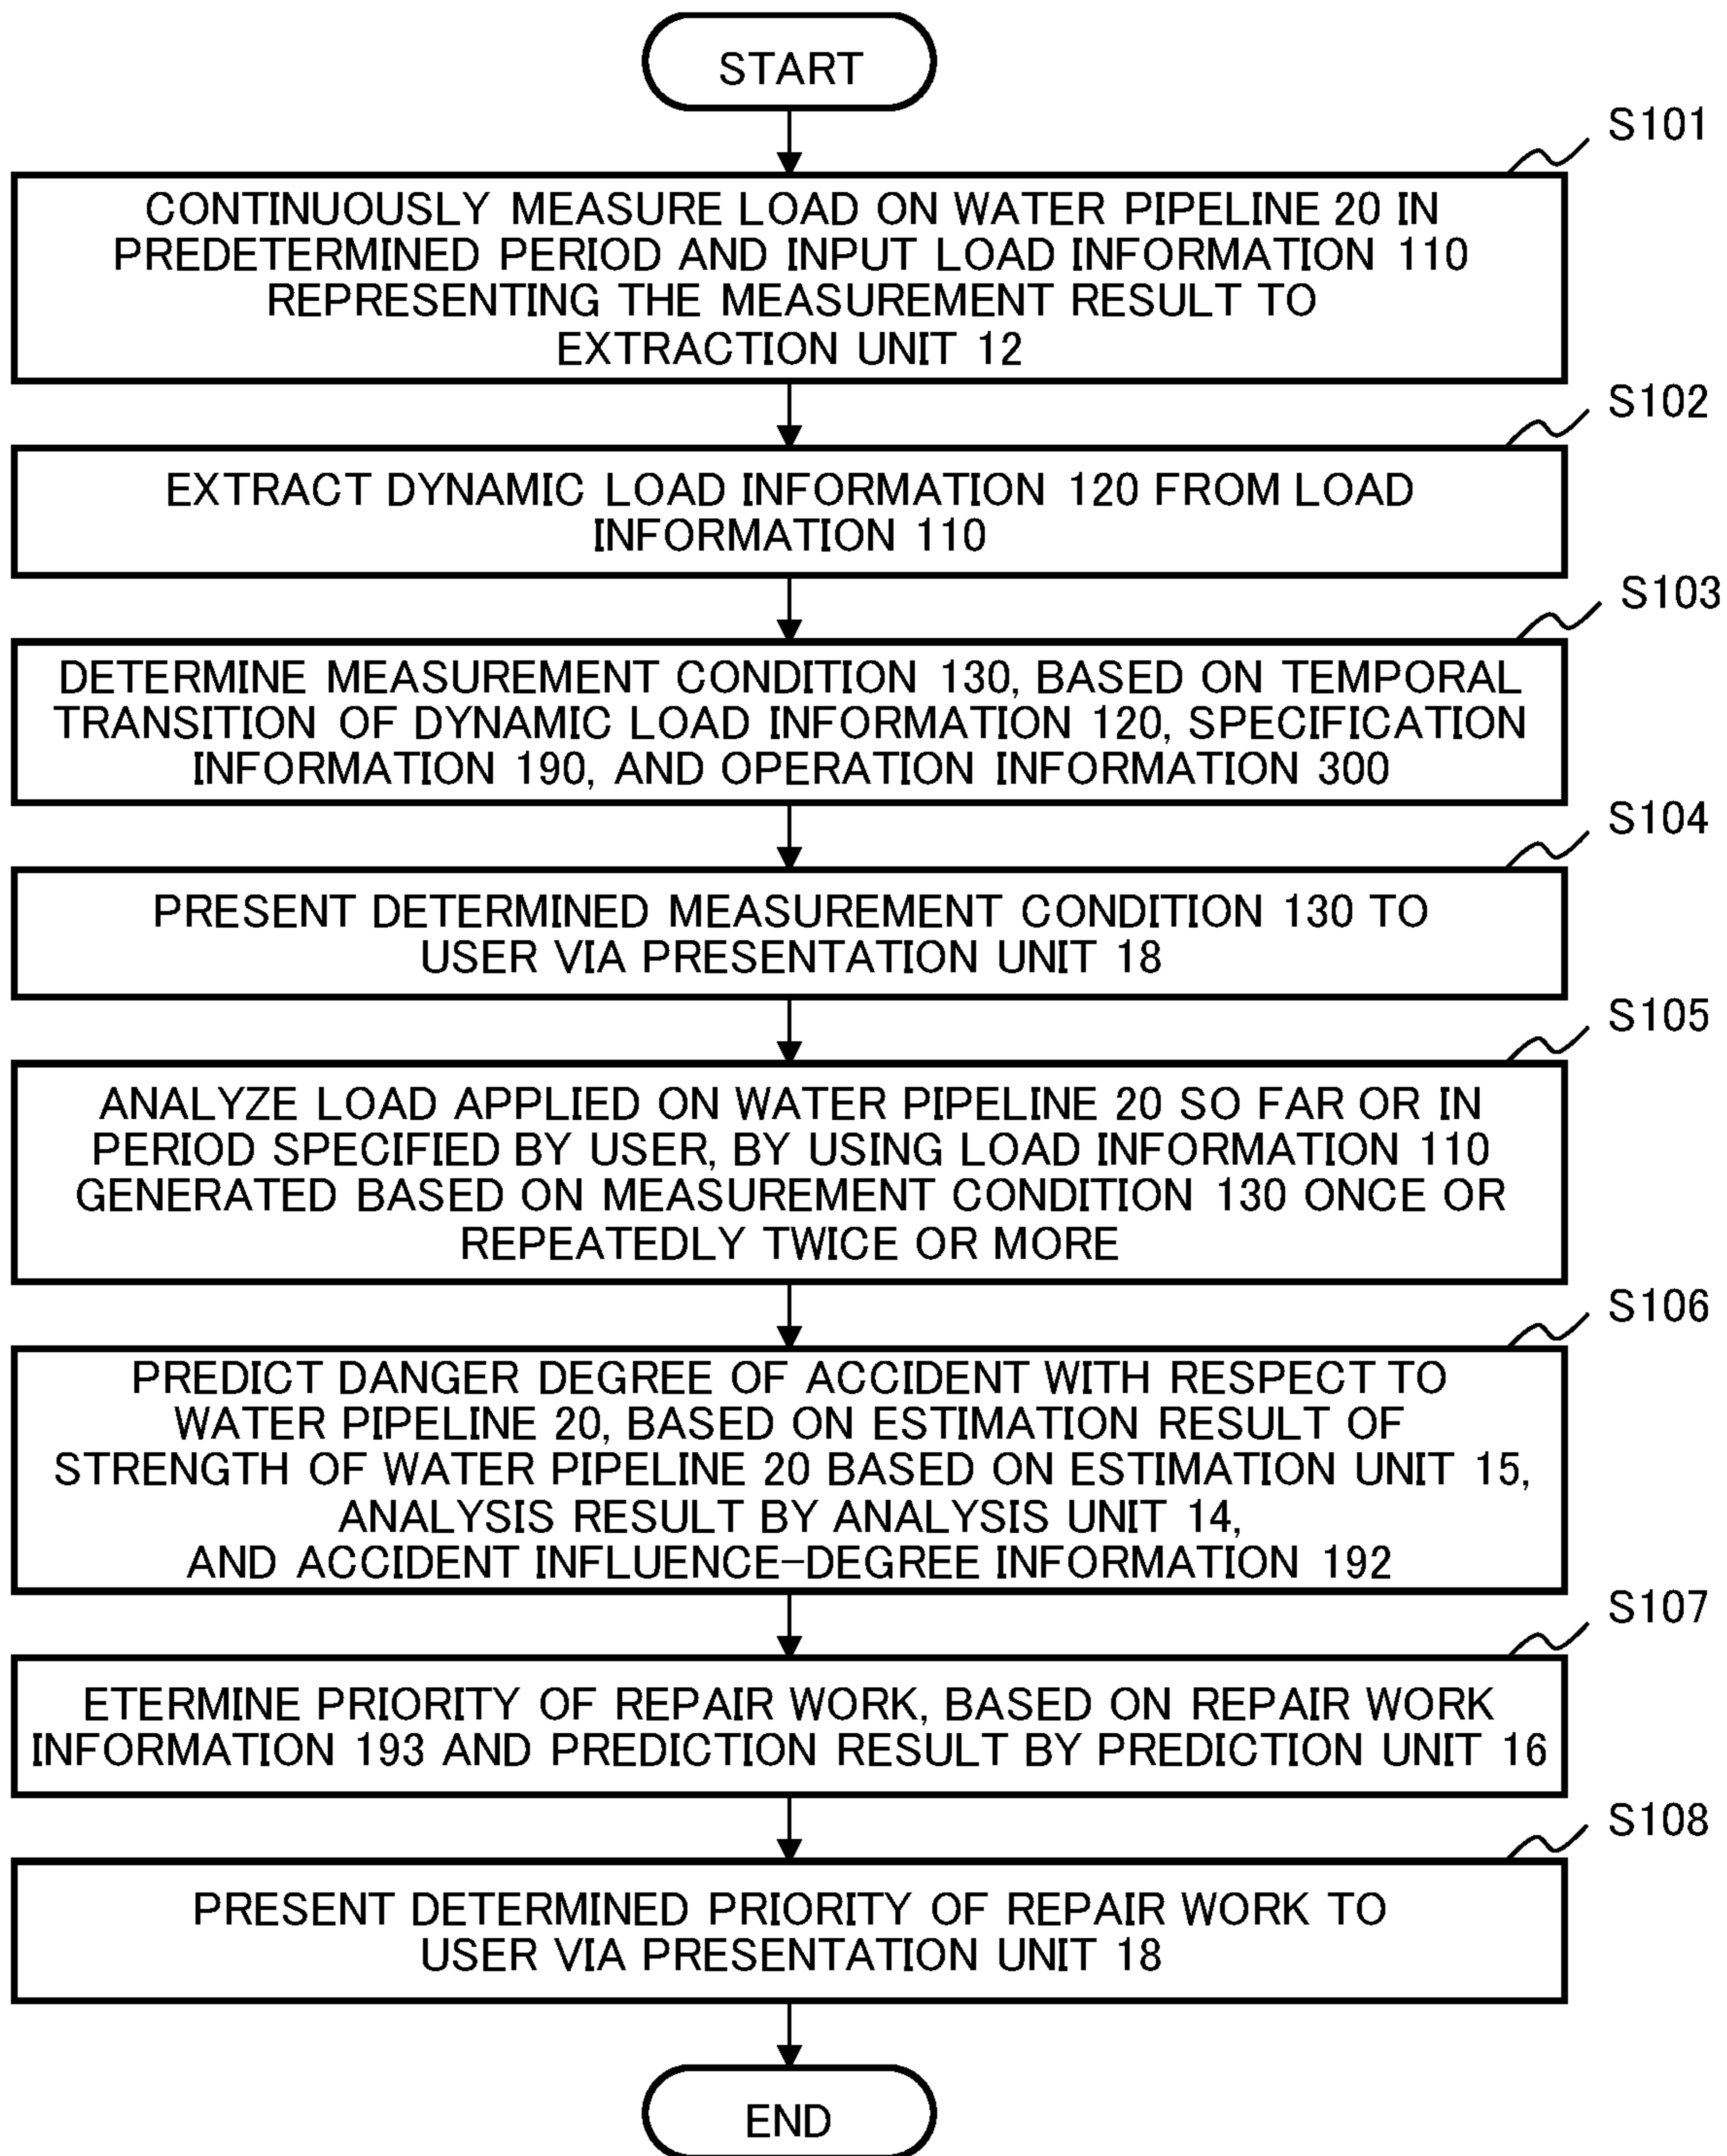 START
S101
CONTINUOUSLY MEASURE LOAD ON WATER PIPELINE 20 IN
PREDETERMINED PERIOD AND INPUT LOAD INFORMATION 110
REPRESENTING THE MEASUREMENT RESULT TO
EXTRACTION UNIT 12
S102
EXTRACT DYNAMIC LOAD INFORMATION 120 FROM LOAD
INFORMATION 110
S103
DETERMINE MEASUREMENT CONDITION 130, BASED ON TEMPORAL
TRANSITION OF DYNAMIC LOAD INFORMATION 120, SPECIFICATION
INFORMATION 190, AND OPERATION INFORMATION 300
S104
PRESENT DETERMINED MEASUREMENT CONDITION 130 TO
USER VIA PRESENTATION UNIT 18
S105
ANALYZE LOAD APPLIED ON WATER PIPELINE 20 SO FAR OR IN
PERIOD SPECIFIED BY USER, BY USING LOAD INFORMATION 110
GENERATED BASED ON MEASUREMENT CONDITION 130 ONCE OR
REPEATEDLY TWICE OR MORE
S106
PREDICT DANGER DEGREE OF ACCIDENT WITH RESPECT TO
WATER PIPELINE 20, BASED ON ESTIMATION RESULT OF
STRENGTH OF WATER PIPELINE 20 BASED ON ESTIMATION UNIT 15,
ANALYSIS RESULT BY ANALYSIS UNIT 14,
AND ACCIDENT INFLUENCE-DEGREE INFORMATION 192
S107
ETERMINE PRIORITY OF REPAIR WORK, BASED ON REPAIR WORK
INFORMATION 193 AND PREDICTION RESULT BY PREDICTION UNIT 16
S108
PRESENT DETERMINED PRIORITY OF REPAIR WORK TO
USER VIA PRESENTATION UNIT 18
END